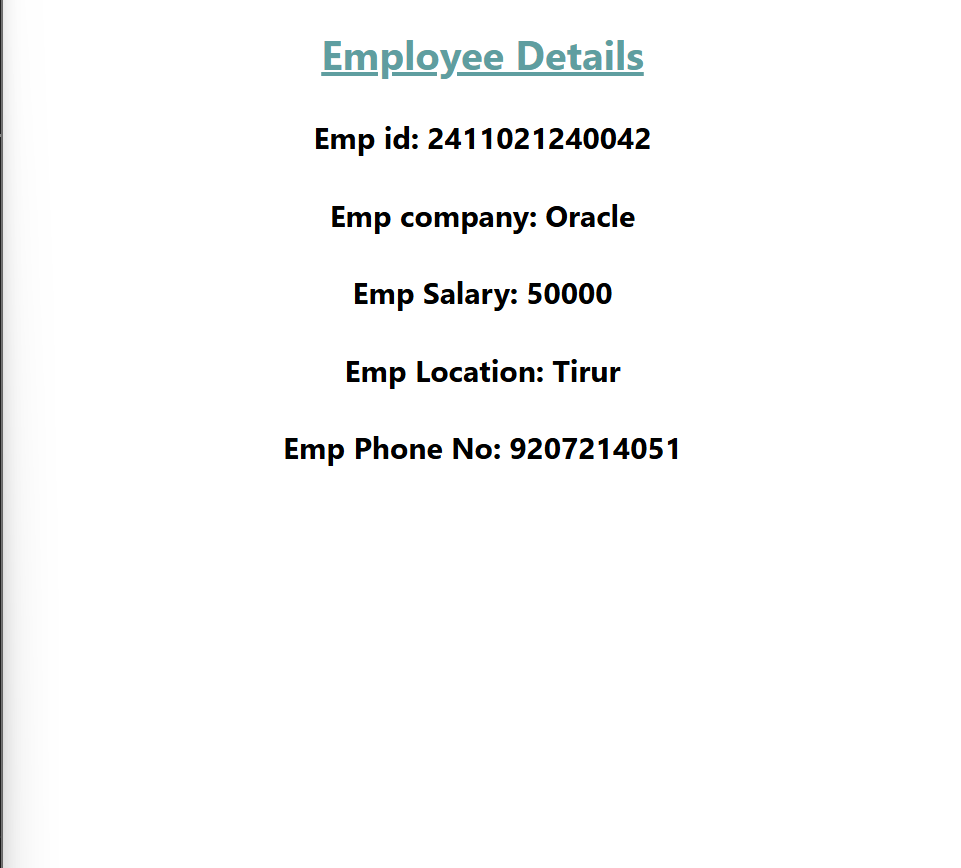 Employee Details
Emp id: 2411021240042
Emp company: Oracle
Emp Salary: 50000
Emp Location: Tirur
Emp Phone No: 9207214051